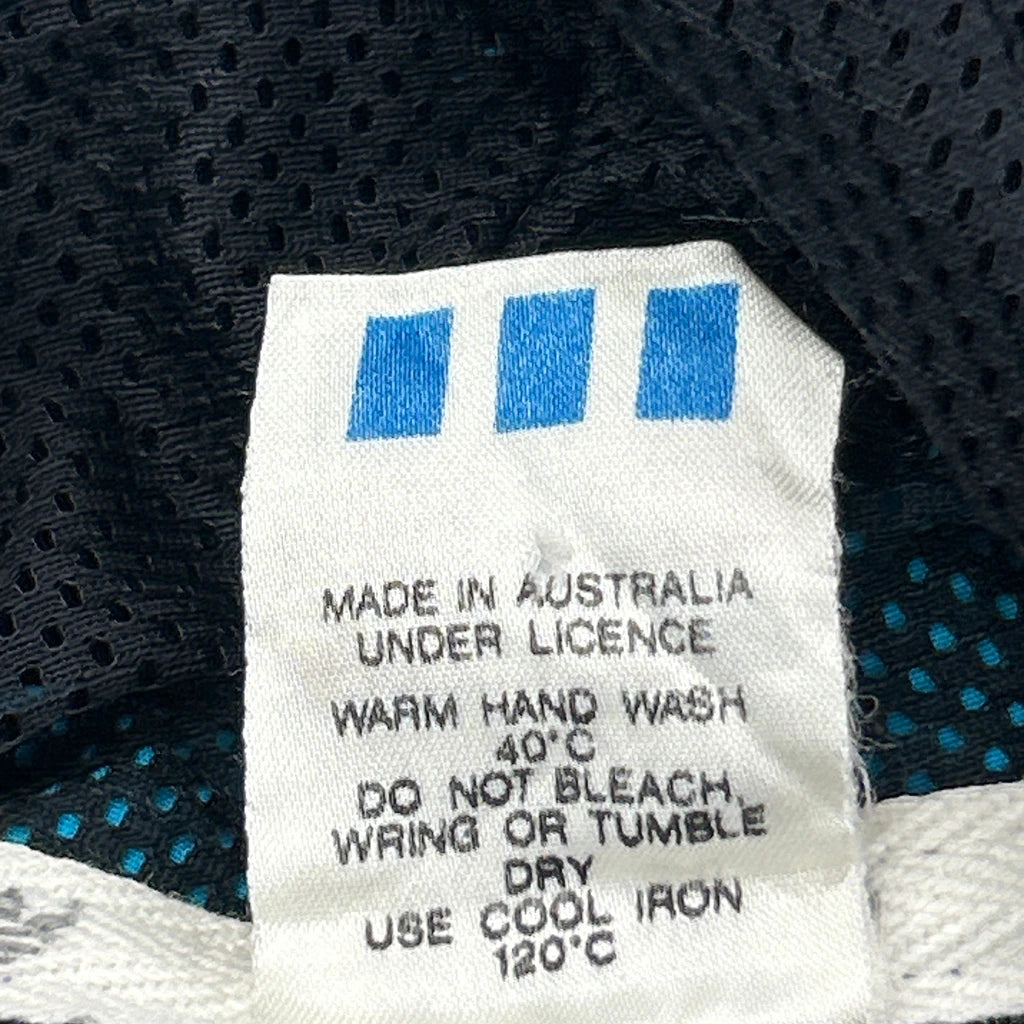 MADE IN AUSTRALIA
UNDER LICENCE
WARM HAND WASH
40°C
DO NOT BLEACH,
WRING OR TUMBLE
DRY
USE COOL IRON
120°C